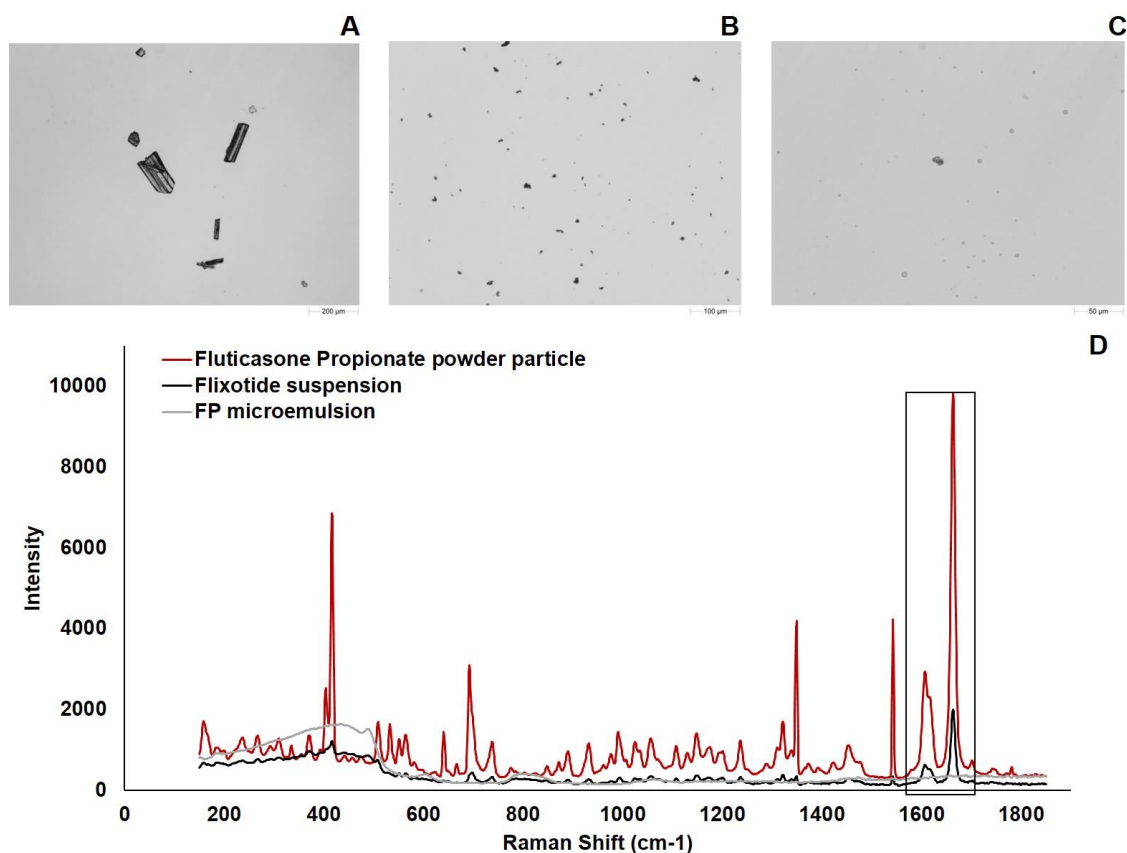 A
B
C
200 µm
100 µm
50 µm
D
Fluticasone Propionate powder particle
Flixotide suspension
FP microemulsion
10000
8000
6000
4000
2000
0
Intensity
0 200 400 600 800 1000 1200 1400 1600 1800
Raman Shift (cm-1)